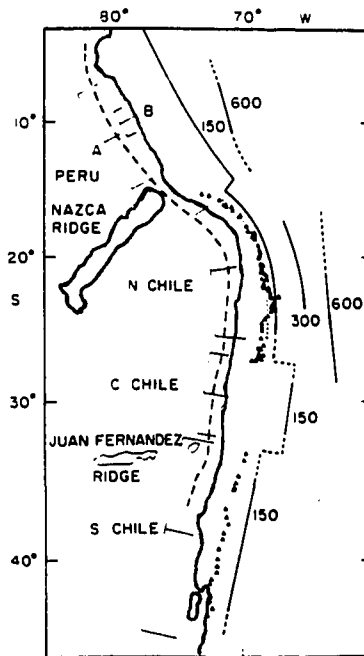 80° 70° W
600
150
B
10°
A
PERU
NAZCA
RIDGE
20°
S
N CHILE
300
600
C CHILE
30°
150
JUAN FERNANDEZ
RIDGE
150
S CHILE
40°